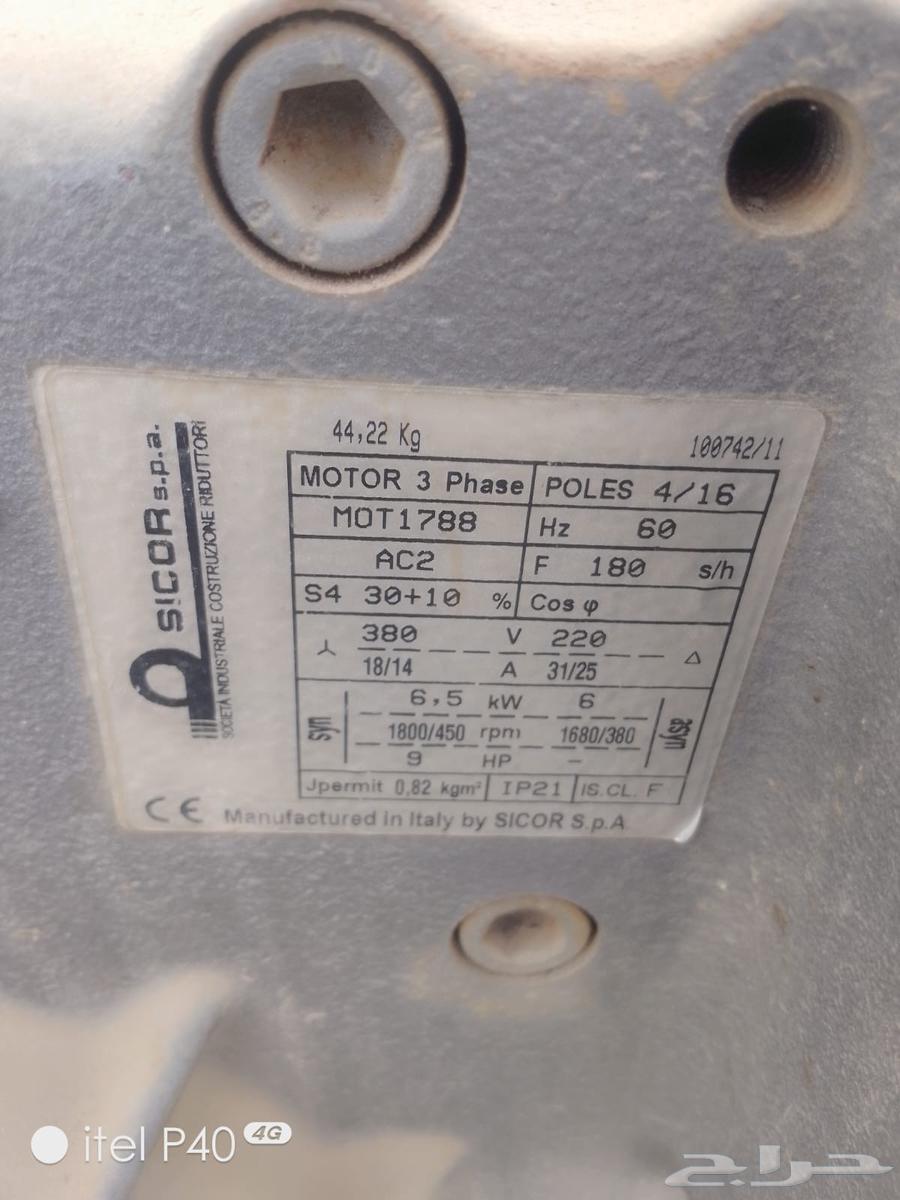 44,22 Kg
100742/11
SICOR s.p.a.
SOCIETÀ INDUSTRIALE COSTRUZIONE RIDUTTORI
MOTOR 3 Phase POLES 4/16
MOT1788 Hz 60
AC2 F 180 s/h
S4 30+10 % Cos φ
380 V 220
18/14 A 31/25
syn 6,5 kW 6 asyn
1800/450 rpm 1680/380
9 HP -
Jpermit 0,82 kgm² IP21 IS.CL. F
CE Manufactured in Italy by SICOR S.p.A
itel P40 4G
حراج